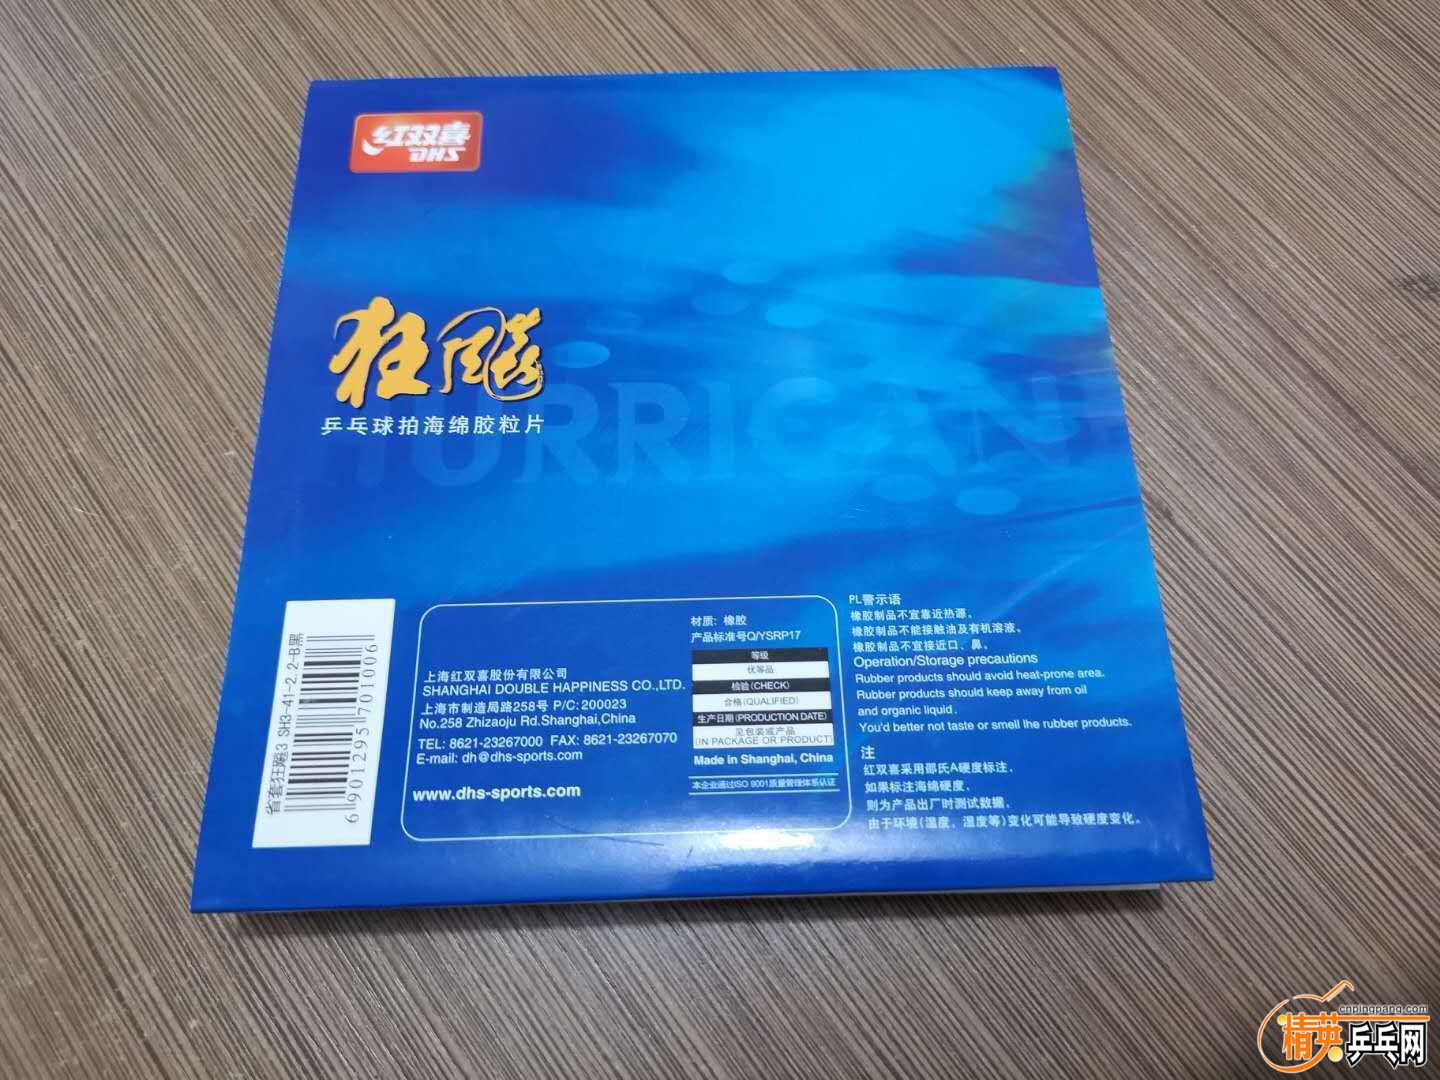 红双喜
DHS
狂飚
乒乓球拍海绵胶粒片
HURRICANE
省套狂飚3 SH3-41-2.2-B黑
6 901295 701006
上海红双喜股份有限公司
SHANGHAI DOUBLE HAPPINESS CO.,LTD.
上海市制造局路258号 P/C: 200023
No.258 Zhizaoju Rd.Shanghai,China
TEL: 8621-23267000 FAX: 8621-23267070
E-mail: dh@dhs-sports.com
www.dhs-sports.com
材质：橡胶
产品标准号Q/YSRP17
等级
优等品
检验(CHECK)
合格(QUALIFIED)
生产日期(PRODUCTION DATE)
见包装或产品
(IN PACKAGE OR PRODUCT)
Made in Shanghai, China
本企业通过ISO 9001质量管理体系认证
PL警示语
橡胶制品不宜靠近热源。
橡胶制品不能接触油及有机溶液。
橡胶制品不宜接近口、鼻。
Operation/Storage precautions
Rubber products should avoid heat-prone area.
Rubber products should keep away from oil
and organic liquid.
You'd better not taste or smell lhe rubber products.
注
红双喜采用邵氏A硬度标注，
如果标注海绵硬度，
则为产品出厂时测试数据，
由于环境(温度、湿度等)变化可能导致硬度变化。
cnpingpang.com
精英乒乓网